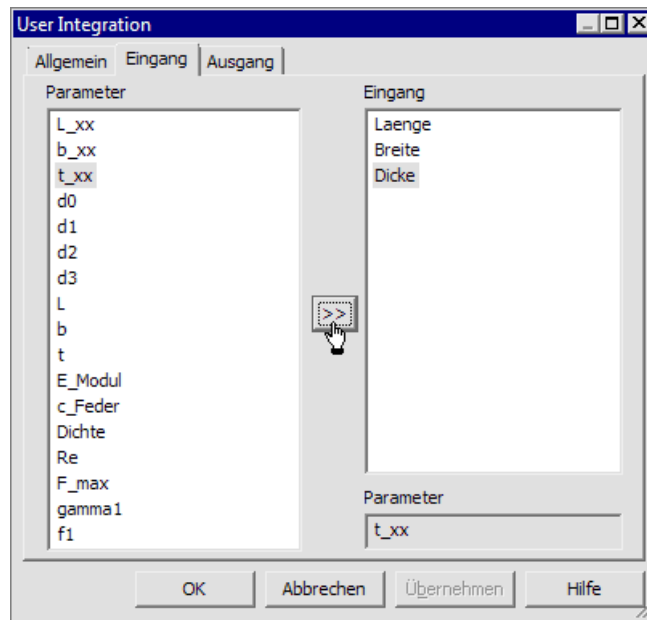 User Integration
Allgemein Eingang Ausgang
Parameter
L_xx
b_xx
t_xx
d0
d1
d2
d3
L
b
t
E_Modul
c_Feder
Dichte
Re
F_max
gamma1
f1
>>
Eingang
Laenge
Breite
Dicke
Parameter
t_xx
OK Abbrechen Übernehmen Hilfe